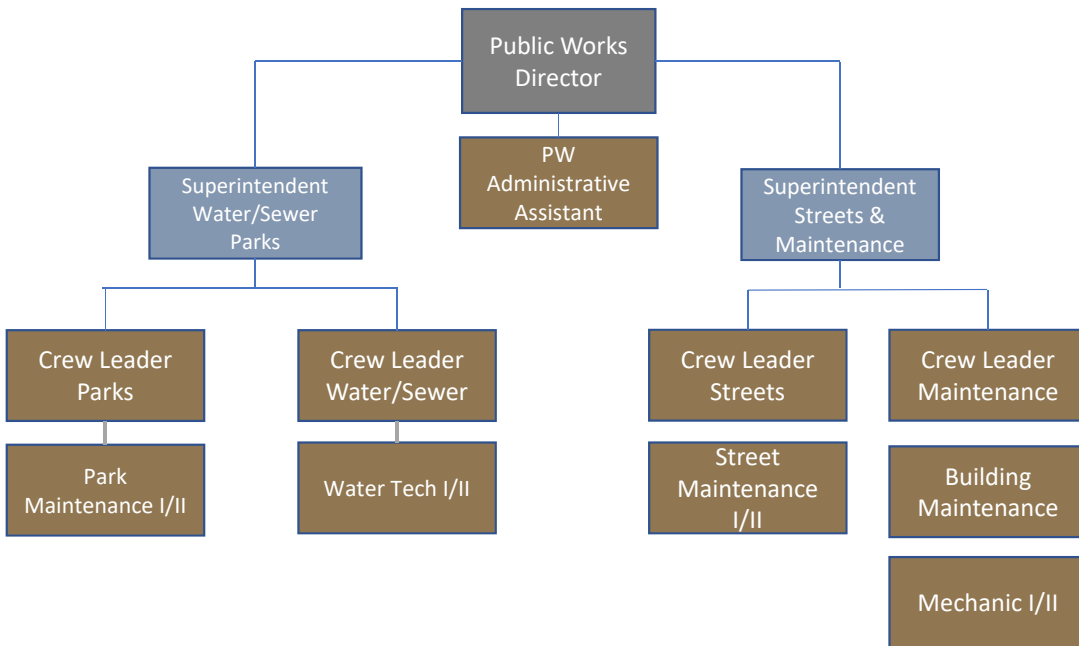 Public Works
Director
PW
Administrative
Assistant
Superintendent
Water/Sewer
Parks
Superintendent
Streets &
Maintenance
Crew Leader
Parks
Crew Leader
Water/Sewer
Crew Leader
Streets
Crew Leader
Maintenance
Park
Maintenance I/II
Water Tech I/II
Street
Maintenance
I/II
Building
Maintenance
Mechanic I/II